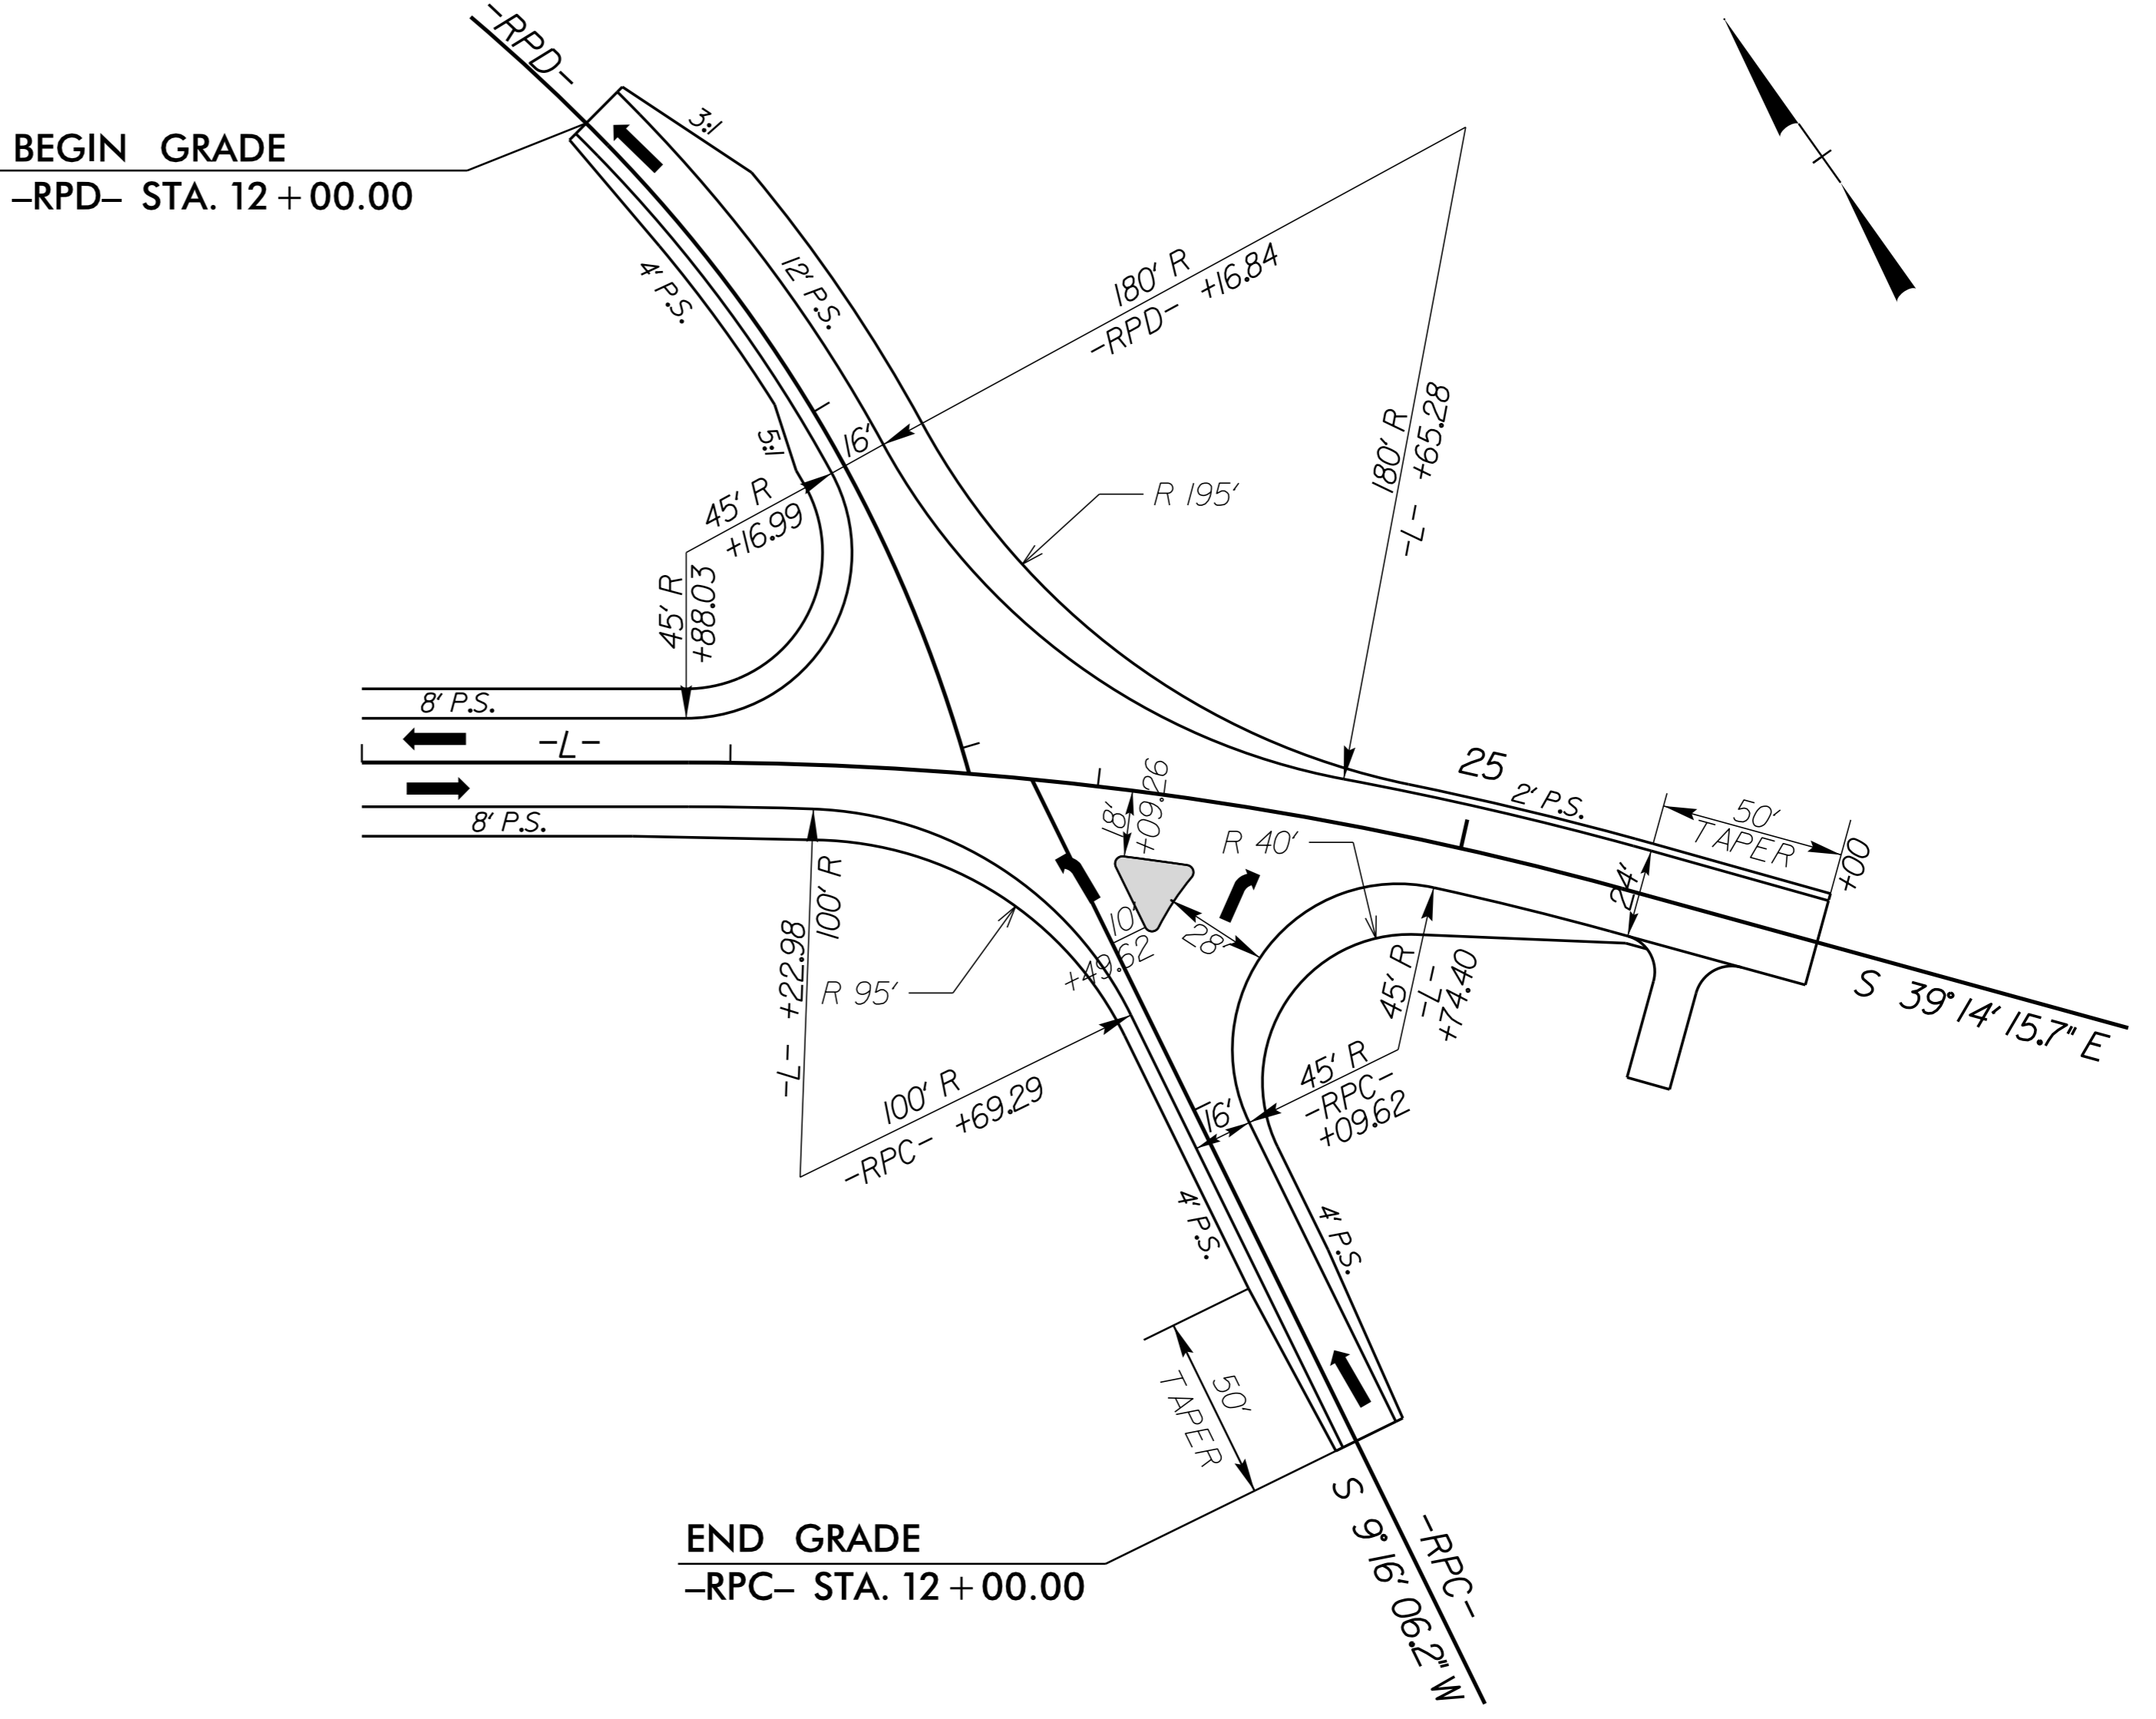 -RPD-
BEGIN GRADE
-RPD- STA. 12+00.00
3:1
12' P.S.
4' P.S.
180' R
-RPD- +16.84
5:1
16'
45' R
+16.99
180' R
-L- +65.28
R 195'
45' R
+88.03
8' P.S.
-L-
8' P.S.
25
2' P.S.
50'
TAPER
+00
24'
18'
+09.26
R 40'
10'
+49.62
28'
100' R
-L- +22.98
R 95'
45' R
-L-
+74.40
S 39° 14' 15.7" E
100' R
-RPC- +69.29
45' R
-RPC-
+09.62
16'
4' P.S.
4' P.S.
50'
TAPER
END GRADE
-RPC- STA. 12+00.00
-RPC-
S 9° 16' 06.2" W